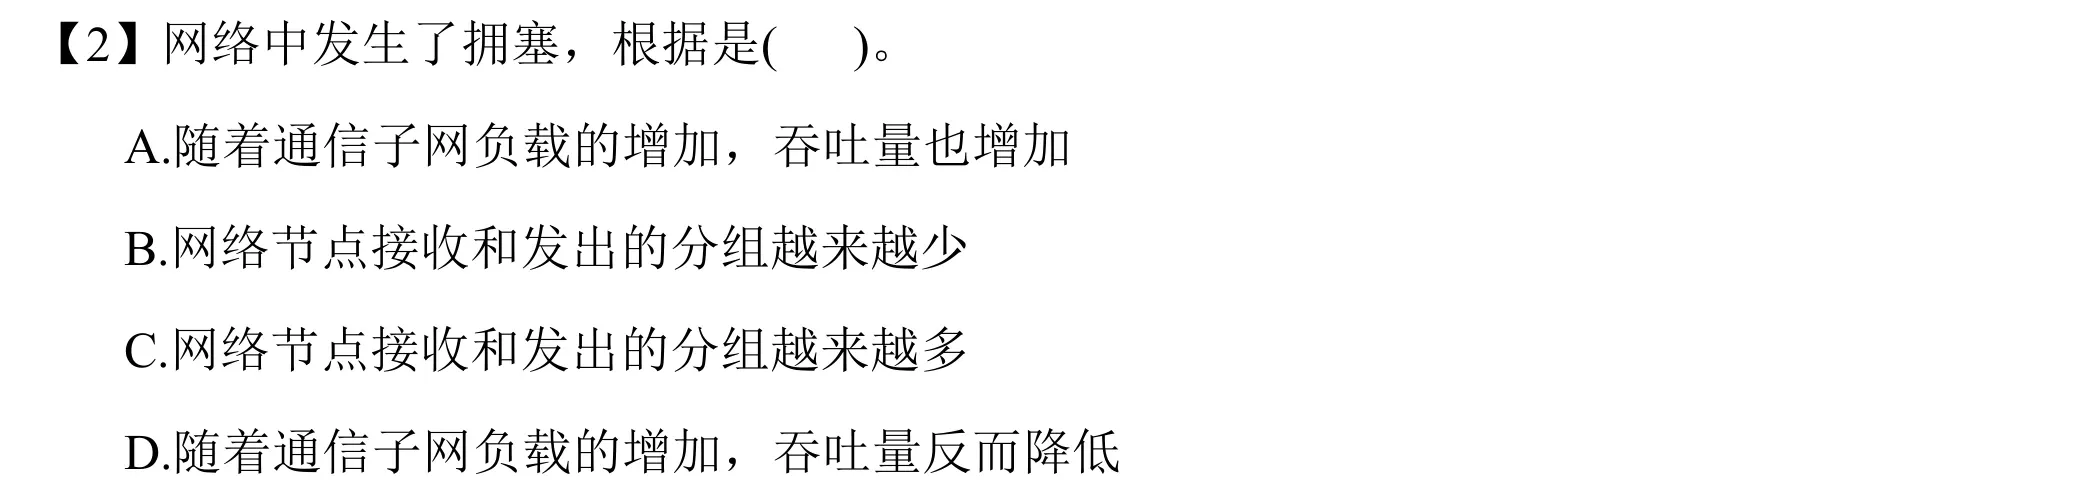 【2】网络中发生了拥塞，根据是(    )。
A.随着通信子网负载的增加，吞吐量也增加
B.网络节点接收和发出的分组越来越少
C.网络节点接收和发出的分组越来越多
D.随着通信子网负载的增加，吞吐量反而降低